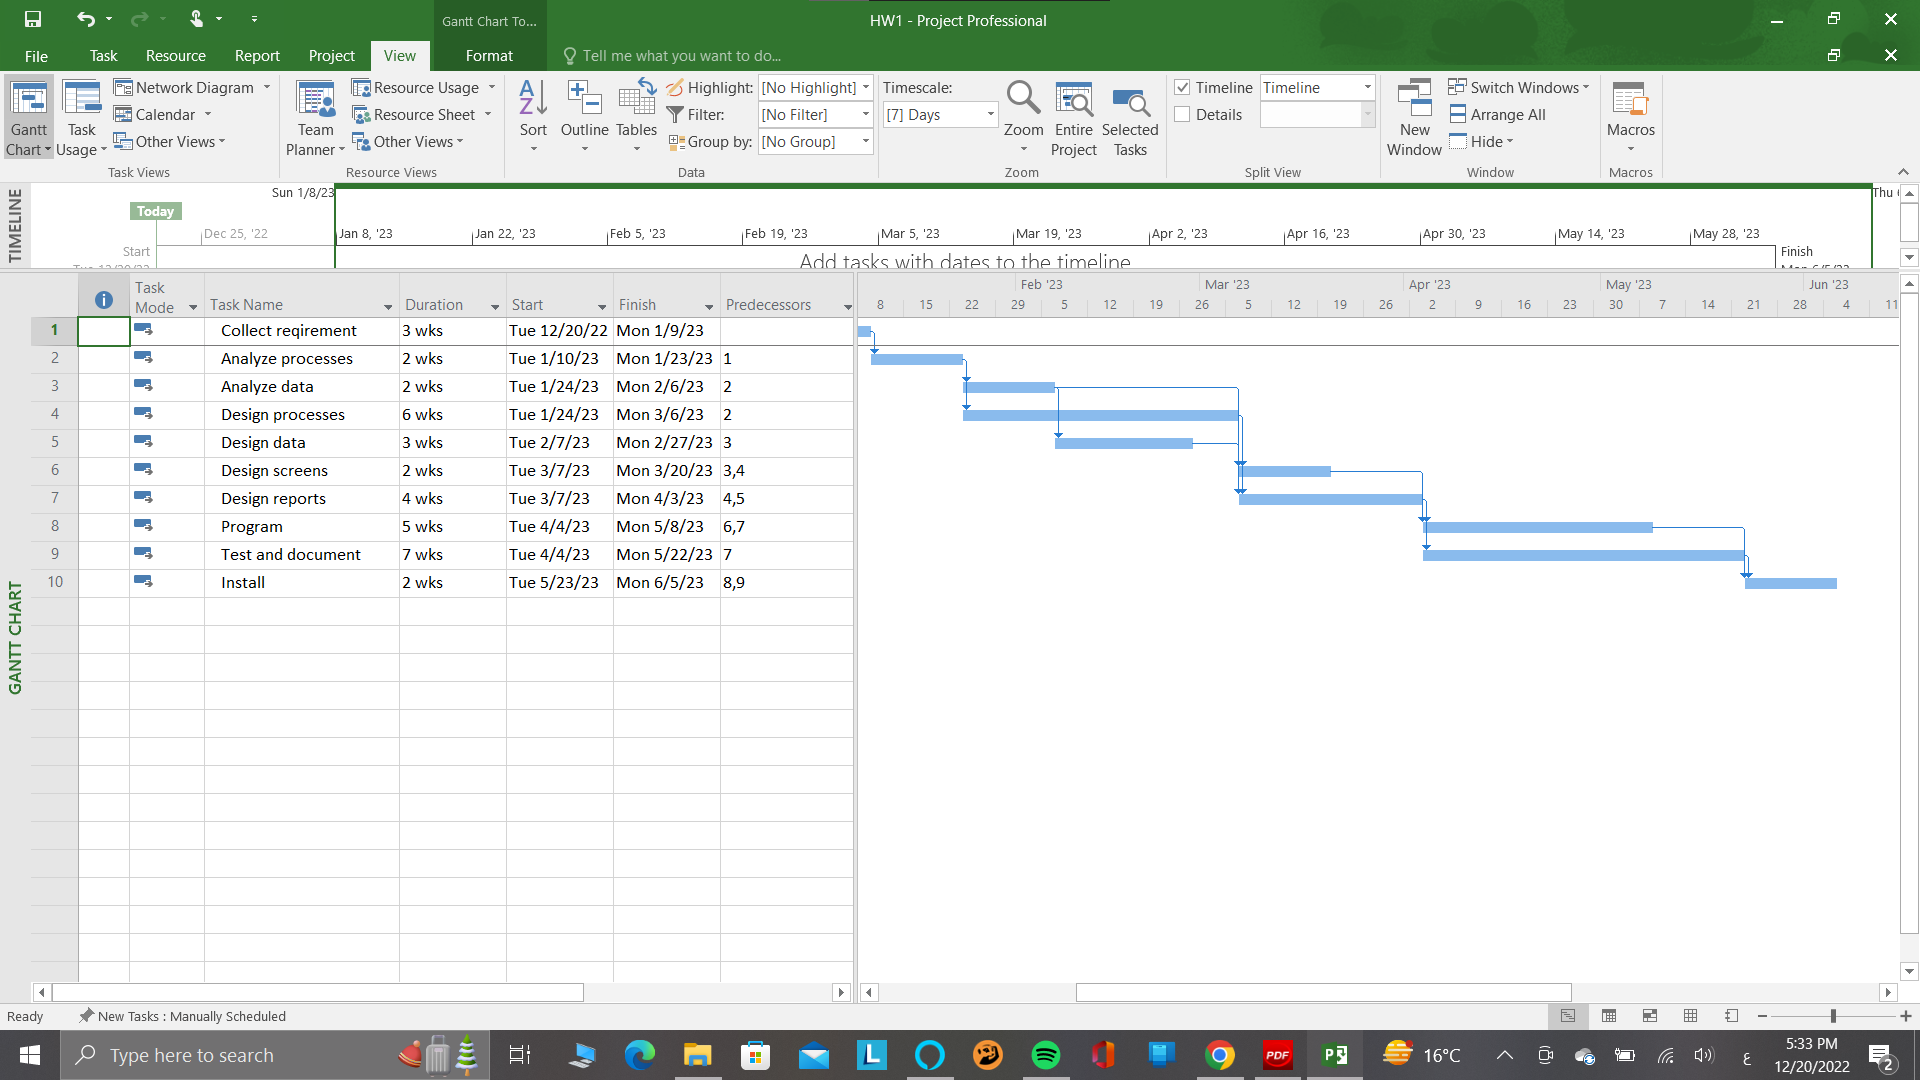 Gantt Chart To...
HW1 - Project Professional
File Task Resource Report Project View Format Tell me what you want to do...
Gantt Chart
Task Usage
Network Diagram
Calendar
Other Views
Task Views
Team Planner
Resource Usage
Resource Sheet
Other Views
Resource Views
Sort
Outline
Tables
Highlight: [No Highlight]
Filter: [No Filter]
Group by: [No Group]
Data
Timescale:
[7] Days
Zoom
Entire Project
Selected Tasks
Zoom
Timeline Timeline
Details
Split View
New Window
Switch Windows
Arrange All
Hide
Window
Macros
Macros
TIMELINE
Sun 1/8/23
Thu
Today
Dec 25, '22 Jan 8, '23 Jan 22, '23 Feb 5, '23 Feb 19, '23 Mar 5, '23 Mar 19, '23 Apr 2, '23 Apr 16, '23 Apr 30, '23 May 14, '23 May 28, '23
Start
Tue 12/20/22
Add tasks with dates to the timeline
Finish
Mon 6/5/23
GANTT CHART
Task Mode Task Name Duration Start Finish Predecessors
Feb '23 Mar '23 Apr '23 May '23 Jun '23
8 15 22 29 5 12 19 26 5 12 19 26 2 9 16 23 30 7 14 21 28 4 11
1 Collect reqirement 3 wks Tue 12/20/22 Mon 1/9/23
2 Analyze processes 2 wks Tue 1/10/23 Mon 1/23/23 1
3 Analyze data 2 wks Tue 1/24/23 Mon 2/6/23 2
4 Design processes 6 wks Tue 1/24/23 Mon 3/6/23 2
5 Design data 3 wks Tue 2/7/23 Mon 2/27/23 3
6 Design screens 2 wks Tue 3/7/23 Mon 3/20/23 3,4
7 Design reports 4 wks Tue 3/7/23 Mon 4/3/23 4,5
8 Program 5 wks Tue 4/4/23 Mon 5/8/23 6,7
9 Test and document 7 wks Tue 4/4/23 Mon 5/22/23 7
10 Install 2 wks Tue 5/23/23 Mon 6/5/23 8,9
Ready New Tasks : Manually Scheduled
Type here to search
L
PDF
P
16°C
ع
5:33 PM
12/20/2022
2